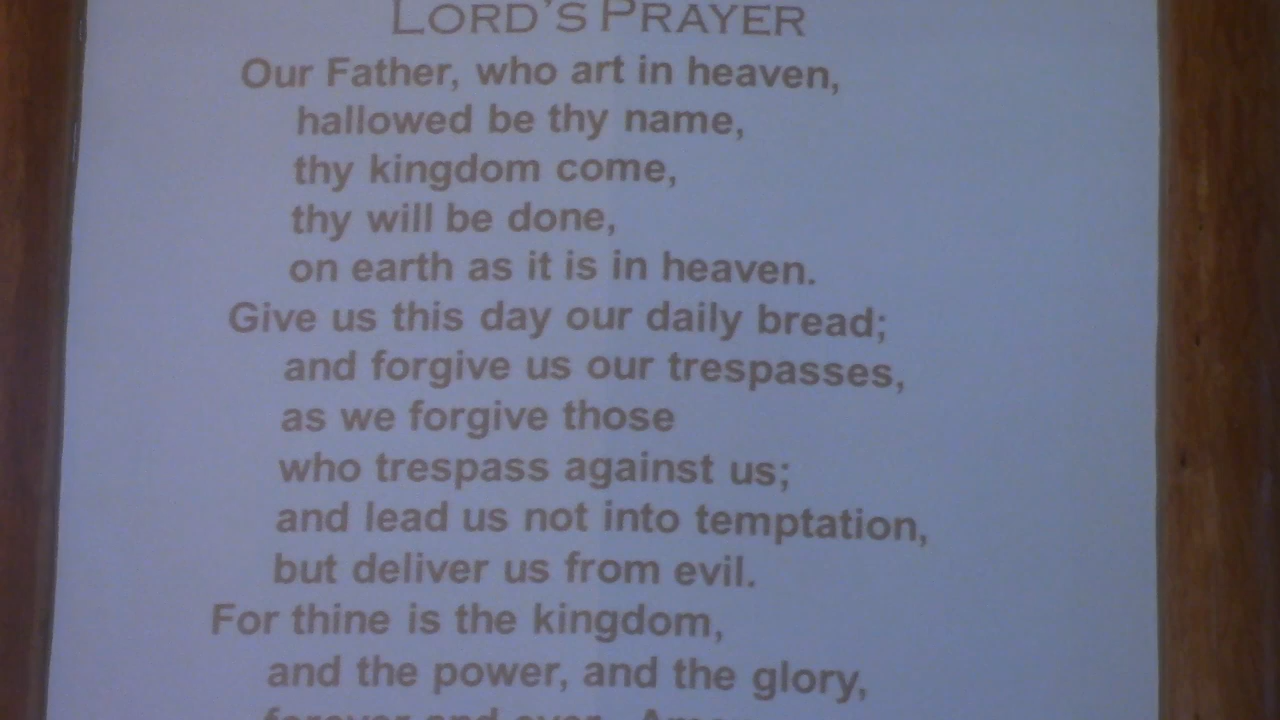 LORD'S PRAYER
Our Father, who art in heaven,
hallowed be thy name,
thy kingdom come,
thy will be done,
on earth as it is in heaven.
Give us this day our daily bread;
and forgive us our trespasses,
as we forgive those
who trespass against us;
and lead us not into temptation,
but deliver us from evil.
For thine is the kingdom,
and the power, and the glory,
forever and ever.